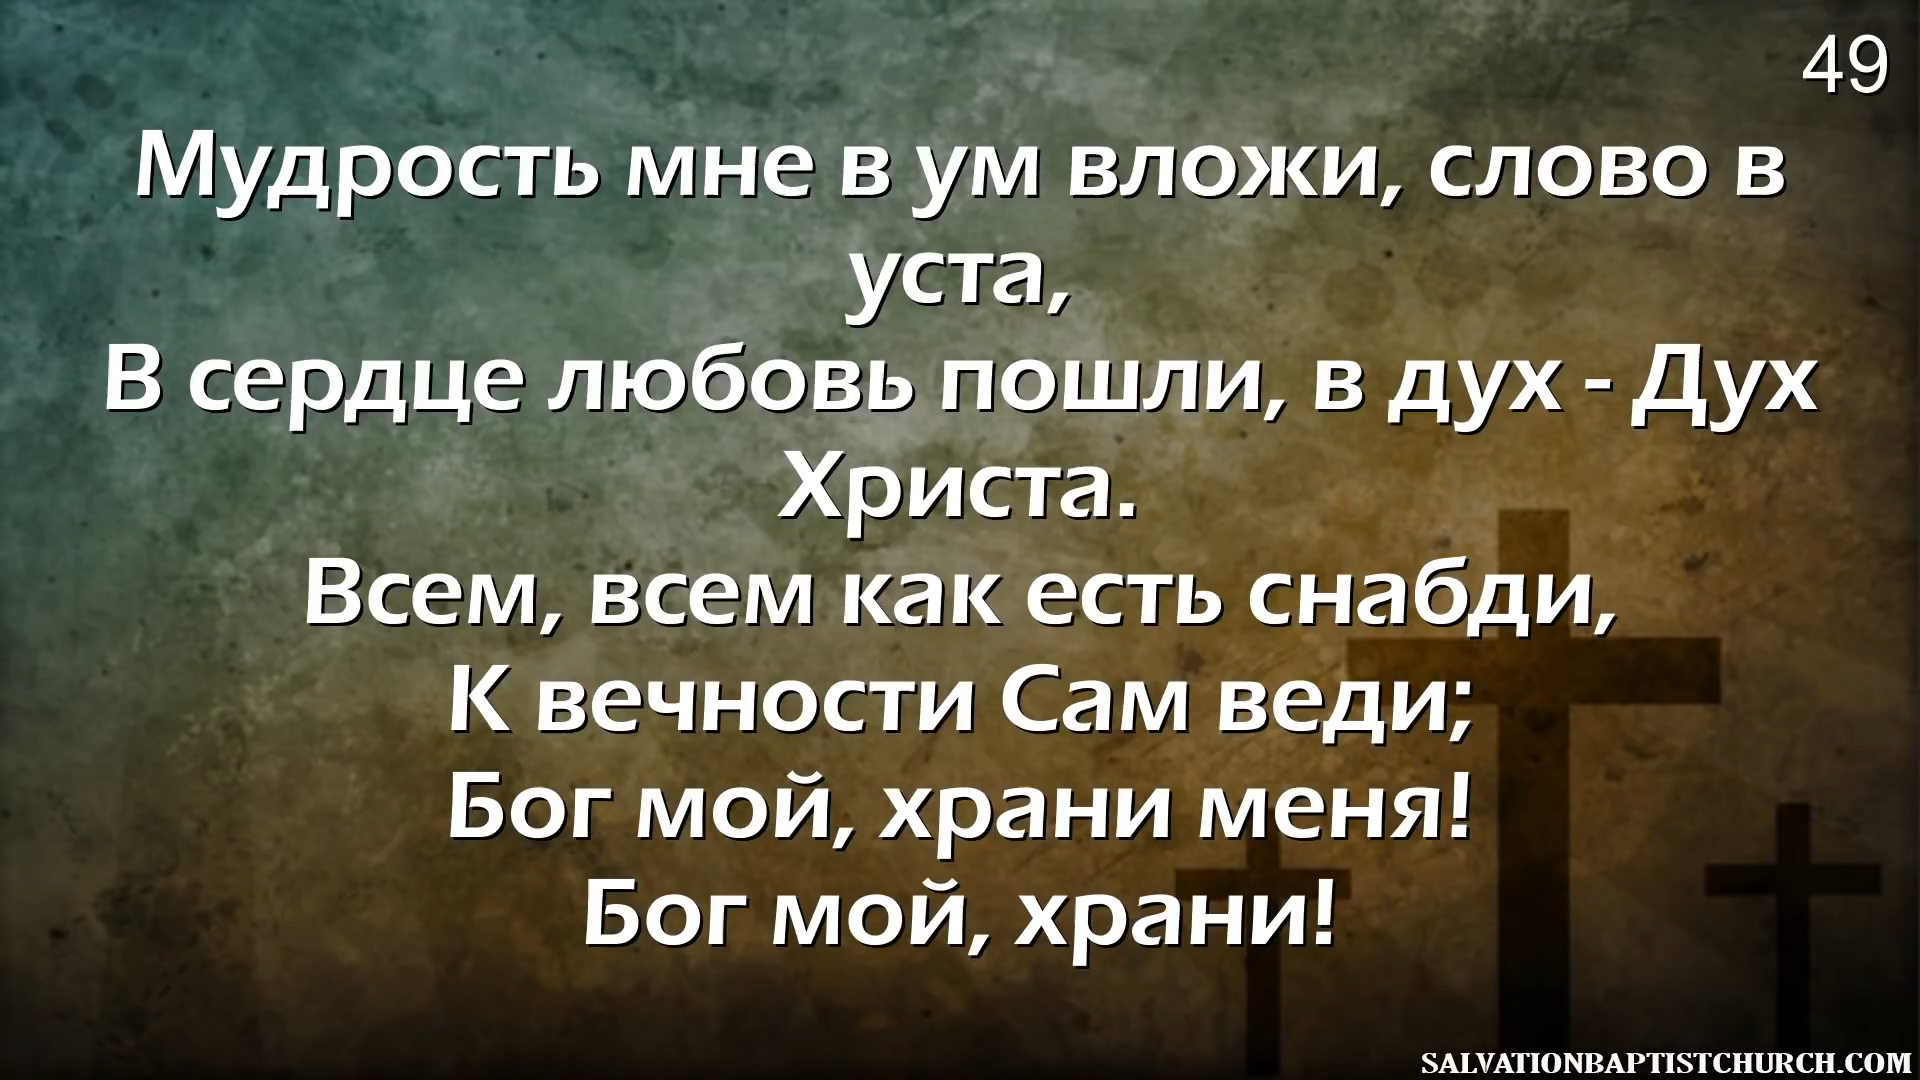 49
Мудрость мне в ум вложи, слово в
уста,
В сердце любовь пошли, в дух - Дух
Христа.
Всем, всем как есть снабди,
К вечности Сам веди;
Бог мой, храни меня!
Бог мой, храни!
SALVATIONBAPTISTCHURCH.COM